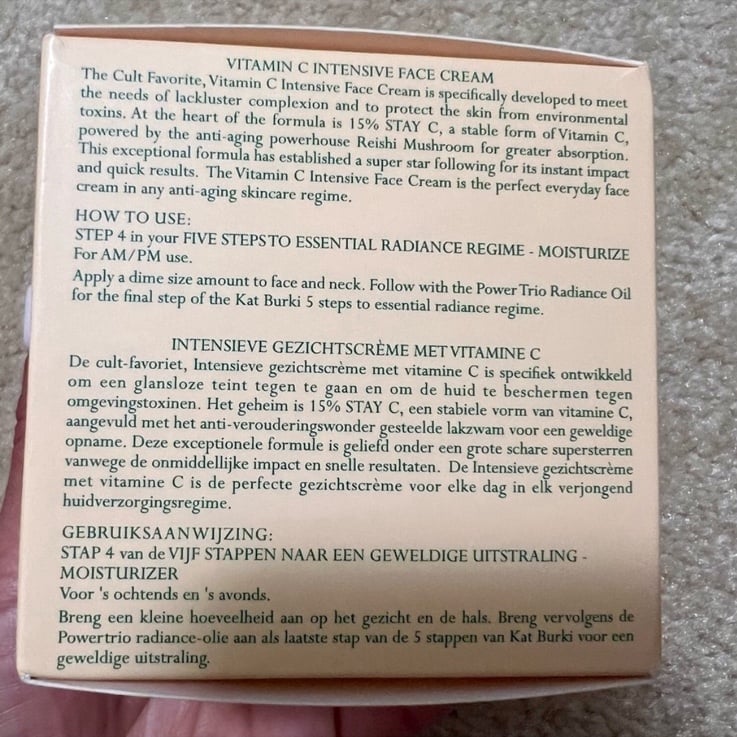 VITAMIN C INTENSIVE FACE CREAM
The Cult Favorite, Vitamin C Intensive Face Cream is specifically developed to meet
the needs of lackluster complexion and to protect the skin from environmental
toxins. At the heart of the formula is 15% STAY C, a stable form of Vitamin C,
powered by the anti-aging powerhouse Reishi Mushroom for greater absorption.
This exceptional formula has established a super star following for its instant impact
and quick results. The Vitamin C Intensive Face Cream is the perfect everyday face
cream in any anti-aging skincare regime.
HOW TO USE:
STEP 4 in your FIVE STEPS TO ESSENTIAL RADIANCE REGIME - MOISTURIZE
For AM/PM use.
Apply a dime size amount to face and neck. Follow with the Power Trio Radiance Oil
for the final step of the Kat Burki 5 steps to essential radiance regime.
INTENSIEVE GEZICHTSCRÈME MET VITAMINE C
De cult-favoriet, Intensieve gezichtscrème met vitamine C is specifiek ontwikkeld
om een glansloze teint tegen te gaan en om de huid te beschermen tegen
omgevingstoxinen. Het geheim is 15% STAY C, een stabiele vorm van vitamine C,
aangevuld met het anti-verouderingswonder gesteelde lakzwam voor een geweldige
opname. Deze exceptionele formule is geliefd onder een grote schare supersterren
vanwege de onmiddellijke impact en snelle resultaten. De Intensieve gezichtscrème
met vitamine C is de perfecte gezichtscrème voor elke dag in elk verjongend
huidverzorgingsregime.
GEBRUIKSAANWIJZING:
STAP 4 van de VIJF STAPPEN NAAR EEN GEWELDIGE UITSTRALING -
MOISTURIZER
Voor 's ochtends en 's avonds.
Breng een kleine hoeveelheid aan op het gezicht en de hals. Breng vervolgens de
Powertrio radiance-olie aan als laatste stap van de 5 stappen van Kat Burki voor een
geweldige uitstraling.